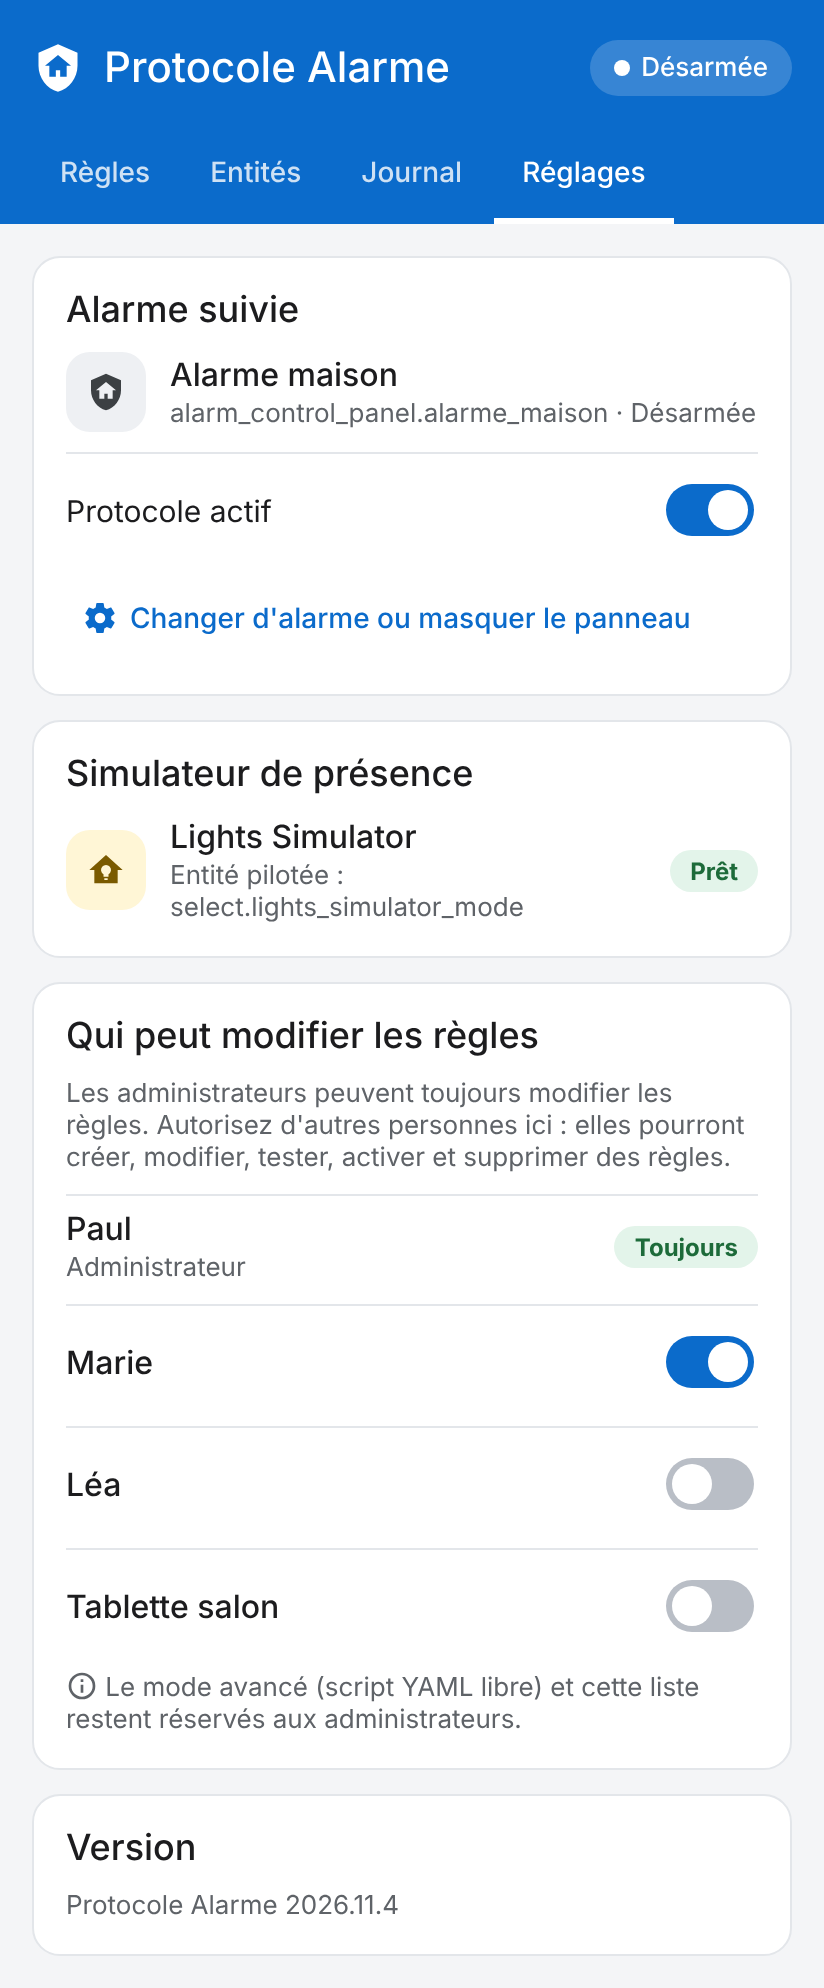 Protocole Alarme
Désarmée
Règles
Entités
Journal
Réglages
Alarme suivie
Alarme maison
alarm_control_panel.alarme_maison · Désarmée
Protocole actif
Changer d'alarme ou masquer le panneau
Simulateur de présence
Lights Simulator
Entité pilotée :
select.lights_simulator_mode
Prêt
Qui peut modifier les règles
Les administrateurs peuvent toujours modifier les
règles. Autorisez d'autres personnes ici : elles pourront
créer, modifier, tester, activer et supprimer des règles.
Paul
Administrateur
Toujours
Marie
Léa
Tablette salon
Le mode avancé (script YAML libre) et cette liste
restent réservés aux administrateurs.
Version
Protocole Alarme 2026.11.4